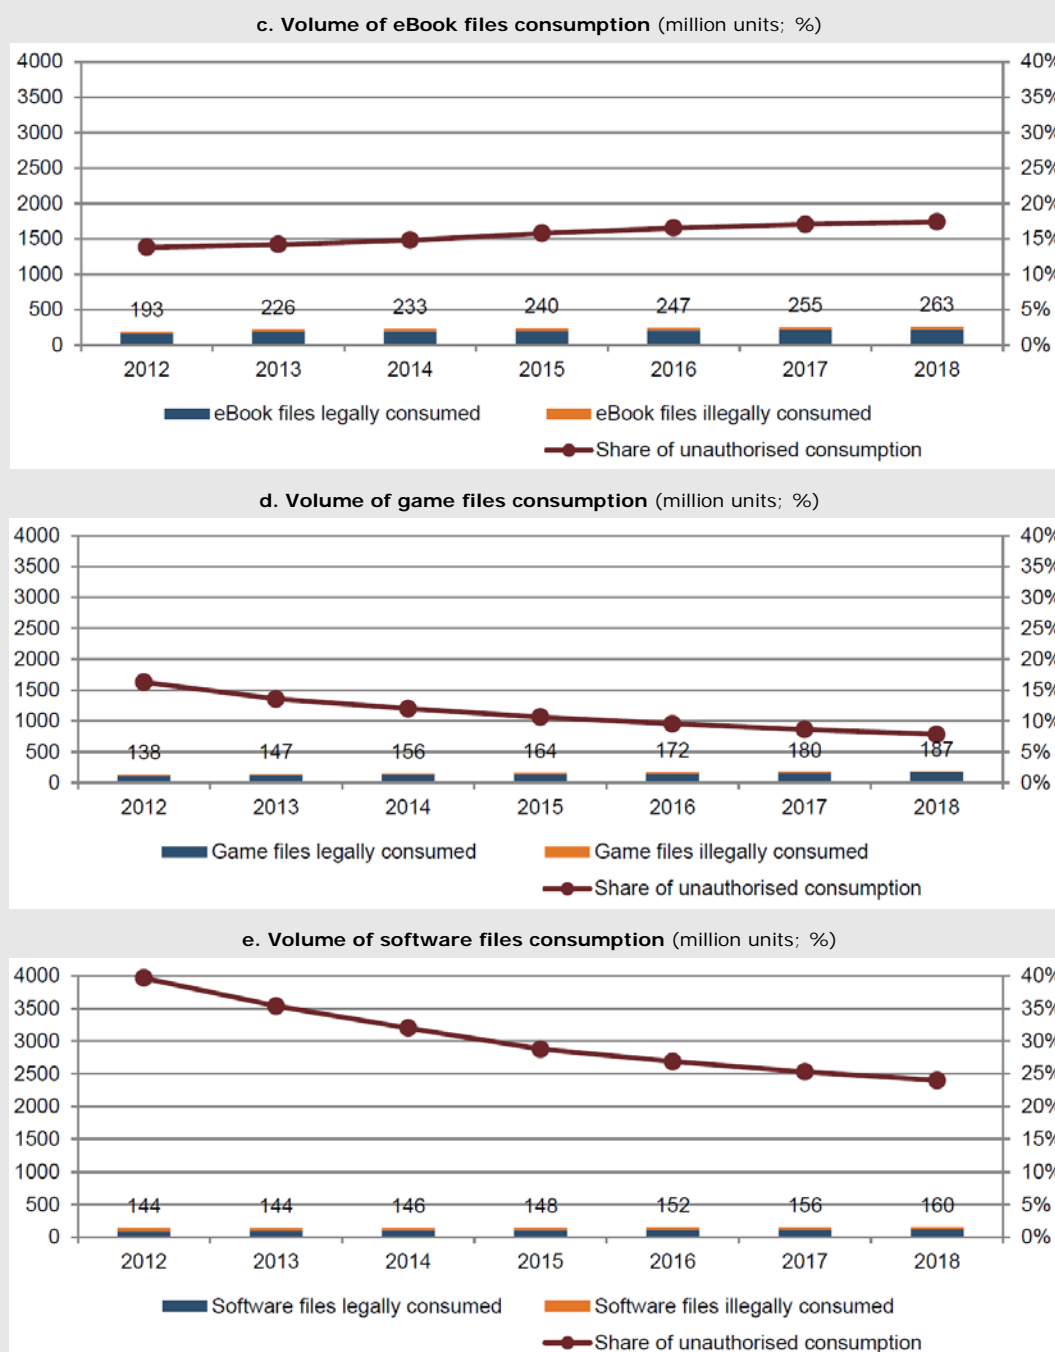 c. Volume of eBook files consumption (million units; %)
4000 40%
3500 35%
3000 30%
2500 25%
2000 20%
1500 15%
1000 10%
500 193 226 233 240 247 255 263 5%
0 0%
2012 2013 2014 2015 2016 2017 2018
eBook files legally consumed eBook files illegally consumed
Share of unauthorised consumption
d. Volume of game files consumption (million units; %)
4000 40%
3500 35%
3000 30%
2500 25%
2000 20%
1500 15%
1000 10%
500 138 147 156 164 172 180 187 5%
0 0%
2012 2013 2014 2015 2016 2017 2018
Game files legally consumed Game files illegally consumed
Share of unauthorised consumption
e. Volume of software files consumption (million units; %)
4000 40%
3500 35%
3000 30%
2500 25%
2000 20%
1500 15%
1000 10%
500 144 144 146 148 152 156 160 5%
0 0%
2012 2013 2014 2015 2016 2017 2018
Software files legally consumed Software files illegally consumed
Share of unauthorised consumption